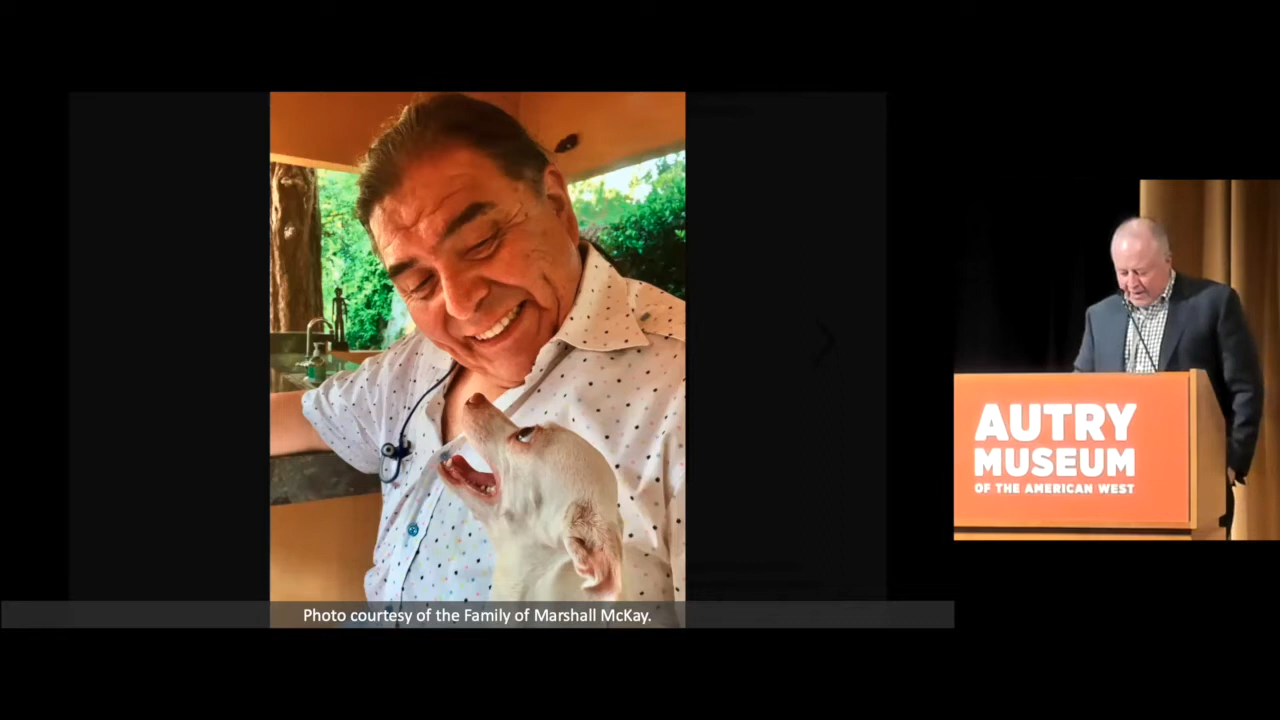 Photo courtesy of the Family of Marshall McKay.
AUTRY
MUSEUM
OF THE AMERICAN WEST